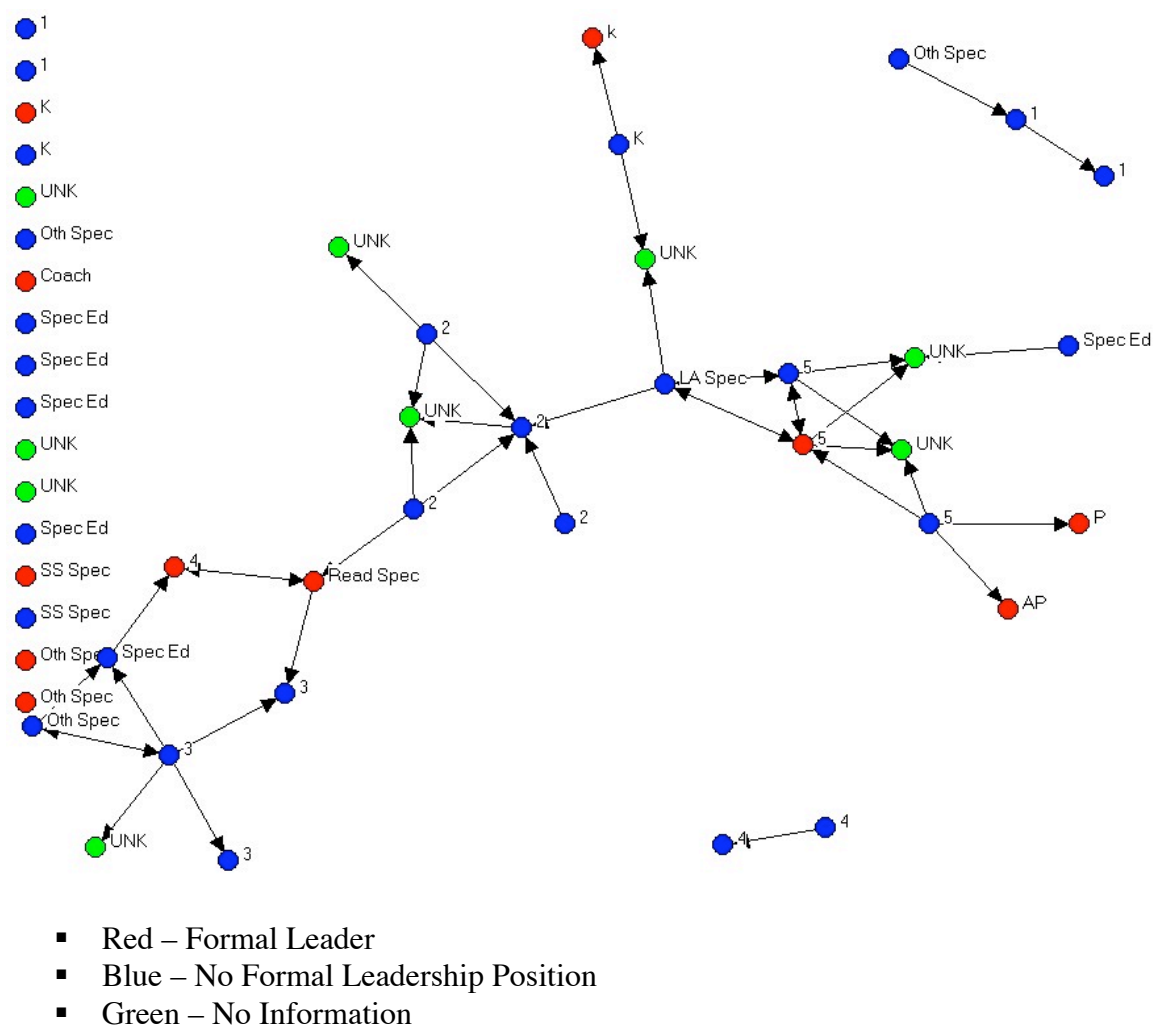 1
1
K
K
UNK
Oth Spec
Coach
Spec Ed
Spec Ed
Spec Ed
UNK
UNK
Spec Ed
SS Spec
SS Spec
Oth Spec
Oth Spec
Oth Spec
k
K
UNK
Oth Spec
1
1
UNK
2
UNK
2
2
2
LA Spec
5
UNK
Spec Ed
5
UNK
5
P
AP
4
Read Spec
Spec Ed
3
3
UNK
3
4
4
▪ Red – Formal Leader
▪ Blue – No Formal Leadership Position
▪ Green – No Information